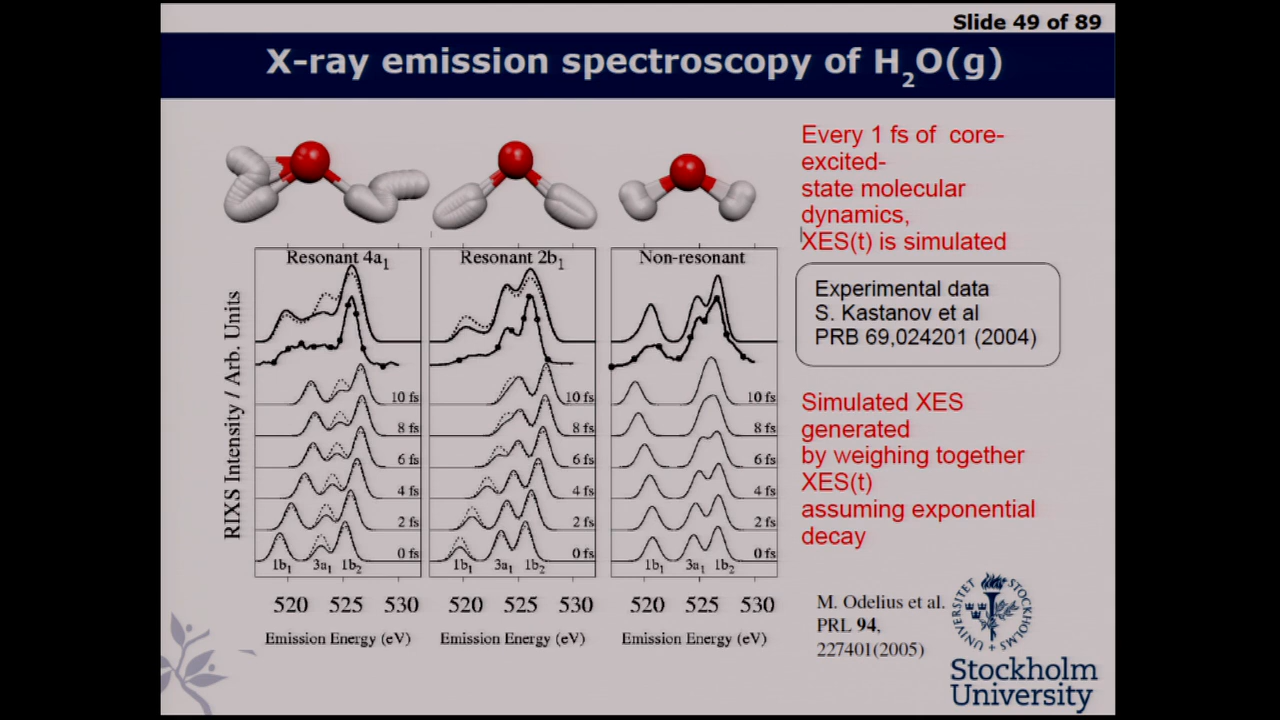 Slide 49 of 89
X-ray emission spectroscopy of H2O(g)
Every 1 fs of core-
excited-
state molecular
dynamics,
XES(t) is simulated
Experimental data
S. Kastanov et al
PRB 69,024201 (2004)
Simulated XES
generated
by weighing together
XES(t)
assuming exponential
decay
RIXS Intensity / Arb. Units
Resonant 4a1
10 fs
8 fs
6 fs
4 fs
2 fs
0 fs
1b1 3a1 1b2
520 525 530
Emission Energy (eV)
Resonant 2b1
10 fs
8 fs
6 fs
4 fs
2 fs
0 fs
1b1 3a1 1b2
520 525 530
Emission Energy (eV)
Non-resonant
10 fs
8 fs
6 fs
4 fs
2 fs
0 fs
1b1 3a1 1b2
520 525 530
Emission Energy (eV)
M. Odelius et al.
PRL 94,
227401(2005)
STOCKHOLMS
UNIVERSITET
Stockholm
University